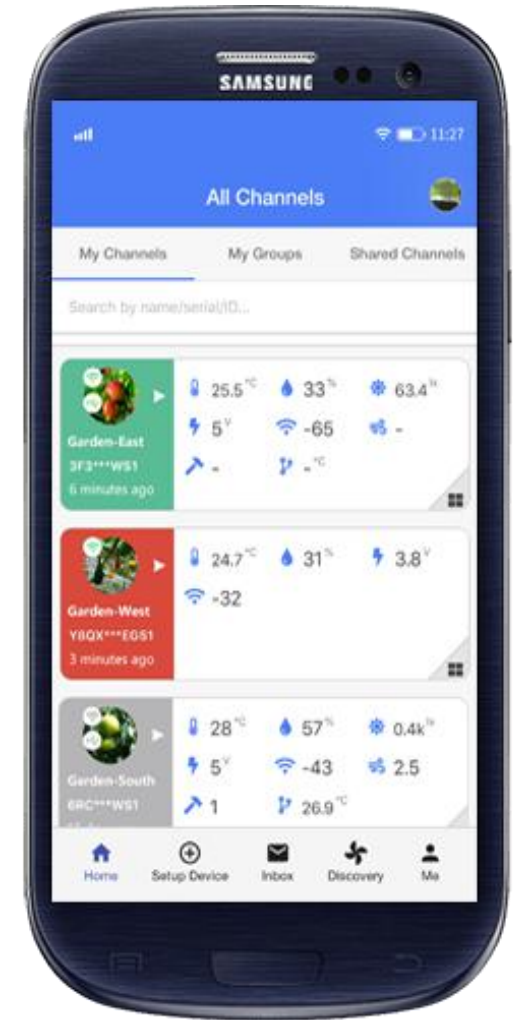 SAMSUNG
11:27
All Channels
My Channels My Groups Shared Channels
Search by name/serial/ID...
25.5°C 33% 63.4
5V -65 -
Garden-East
3F3***WS1
- -°C
6 minutes ago
24.7°C 31% 3.8V
-32
Garden-West
Y8QX***EGS1
3 minutes ago
28°C 57% 0.4k
5V -43 2.5
Garden-South
6RC***WS1
1 26.9°C
Home Setup Device Inbox Discovery Me